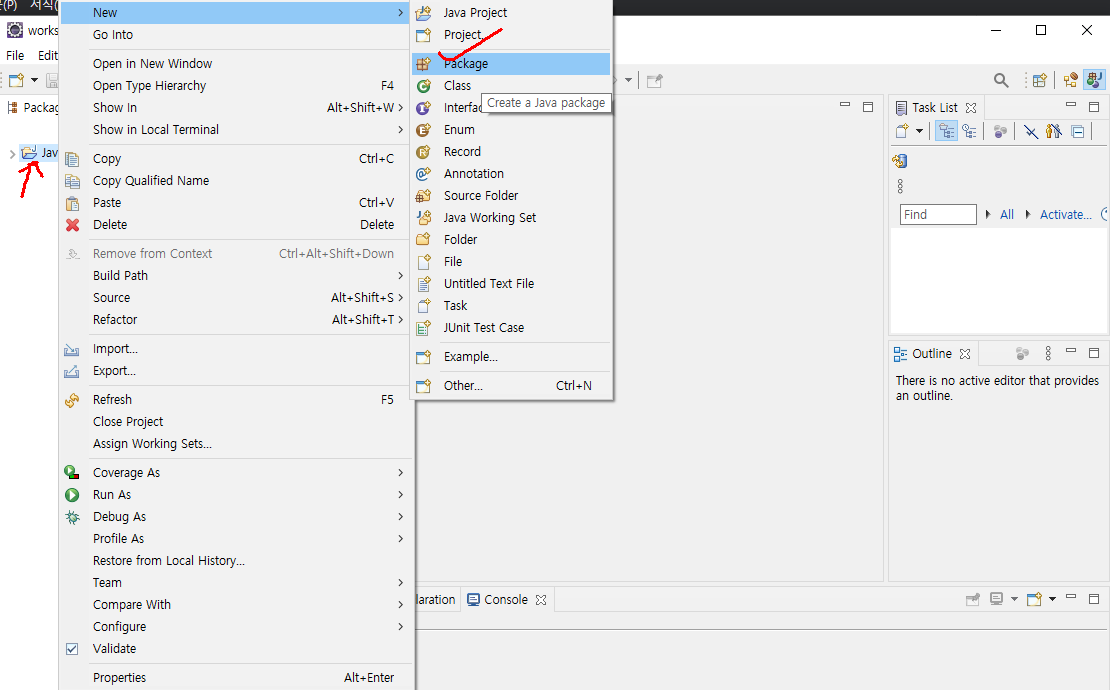 (P) 서식(
works
File Edit
Packag
Jav
New
Go Into
Open in New Window
Open Type Hierarchy F4
Show In Alt+Shift+W >
Show in Local Terminal >
Copy Ctrl+C
Copy Qualified Name
Paste Ctrl+V
Delete Delete
Remove from Context Ctrl+Alt+Shift+Down
Build Path >
Source Alt+Shift+S >
Refactor Alt+Shift+T >
Import...
Export...
Refresh F5
Close Project
Assign Working Sets...
Coverage As >
Run As >
Debug As >
Profile As >
Restore from Local History...
Team >
Compare With >
Configure >
Validate
Properties Alt+Enter
Java Project
Project...
Package
Class
Interfac
Create a Java package
Enum
Record
Annotation
Source Folder
Java Working Set
Folder
File
Untitled Text File
Task
JUnit Test Case
Example...
Other... Ctrl+N
Task List
Find All Activate...
Outline
There is no active editor that provides
an outline.
laration Console